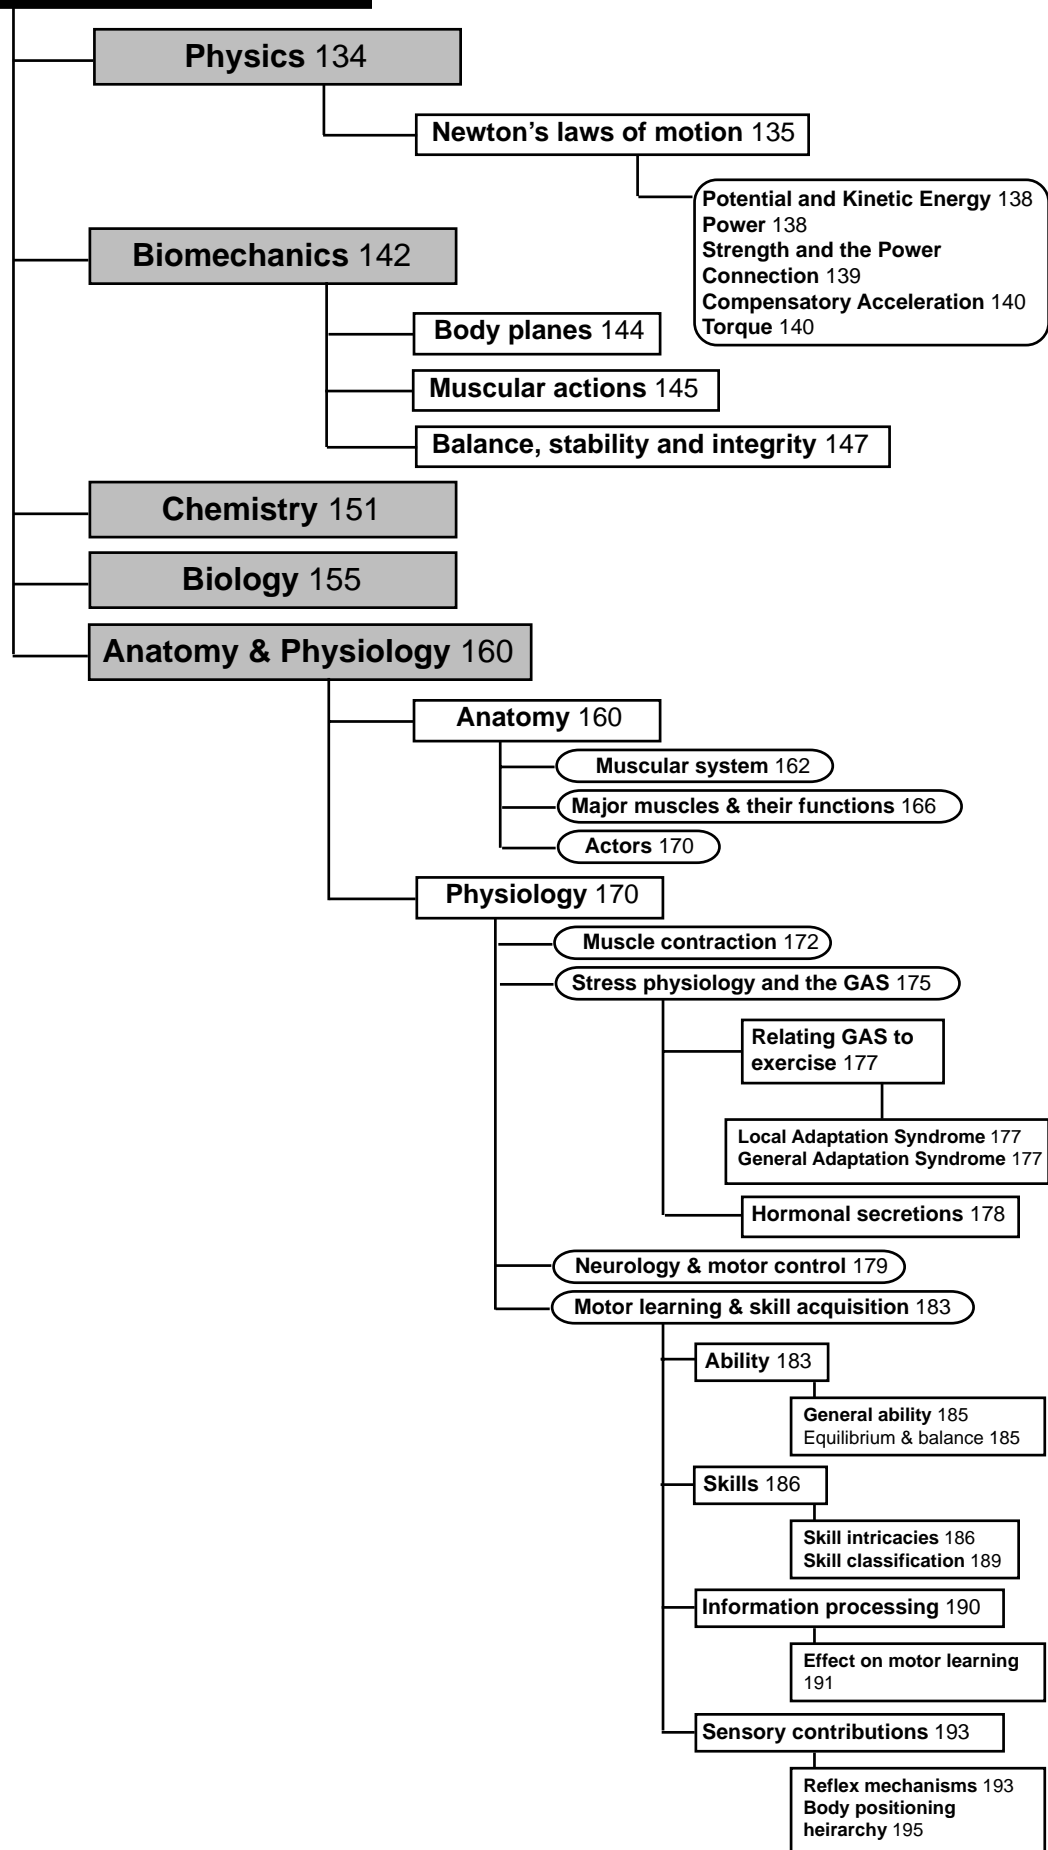 Physics 134
Newton’s laws of motion 135
Potential and Kinetic Energy 138
Power 138
Strength and the Power
Connection 139
Compensatory Acceleration 140
Torque 140
Biomechanics 142
Body planes 144
Muscular actions 145
Balance, stability and integrity 147
Chemistry 151
Biology 155
Anatomy & Physiology 160
Anatomy 160
Muscular system 162
Major muscles & their functions 166
Actors 170
Physiology 170
Muscle contraction 172
Stress physiology and the GAS 175
Relating GAS to
exercise 177
Local Adaptation Syndrome 177
General Adaptation Syndrome 177
Hormonal secretions 178
Neurology & motor control 179
Motor learning & skill acquisition 183
Ability 183
General ability 185
Equilibrium & balance 185
Skills 186
Skill intricacies 186
Skill classification 189
Information processing 190
Effect on motor learning
191
Sensory contributions 193
Reflex mechanisms 193
Body positioning
heirarchy 195